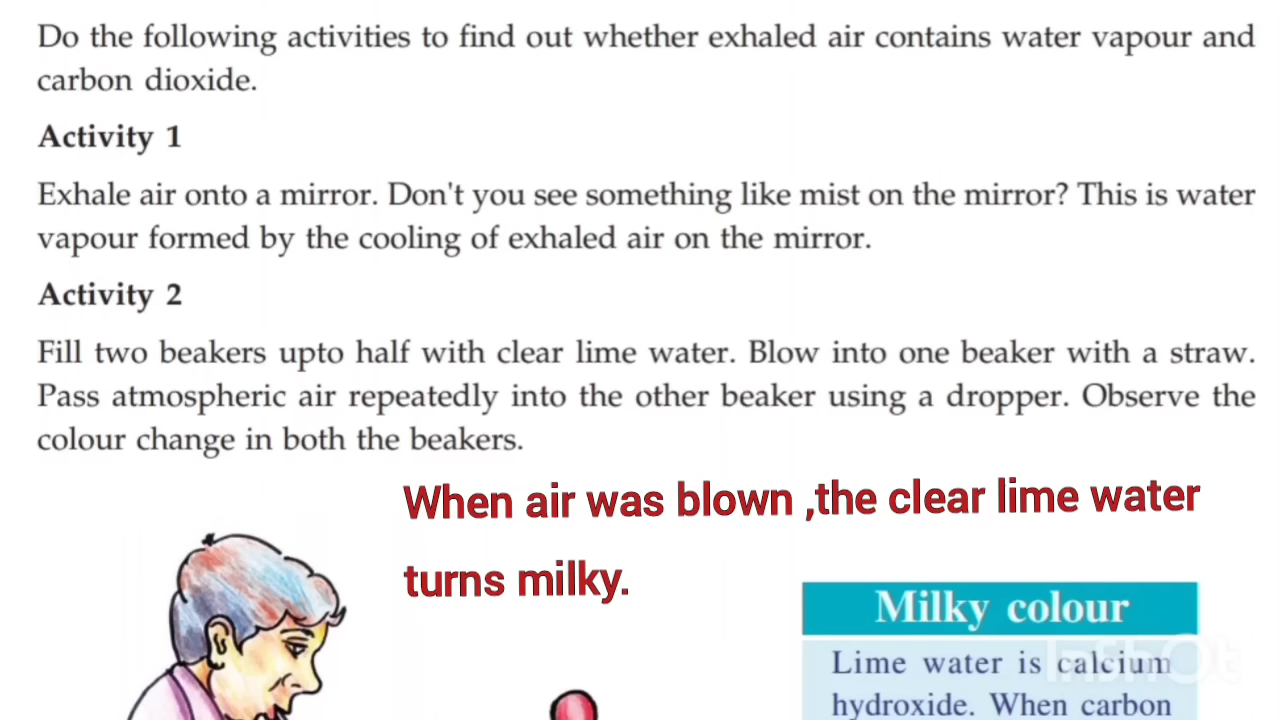 Do the following activities to find out whether exhaled air contains water vapour and
carbon dioxide.
Activity 1
Exhale air onto a mirror. Don't you see something like mist on the mirror? This is water
vapour formed by the cooling of exhaled air on the mirror.
Activity 2
Fill two beakers upto half with clear lime water. Blow into one beaker with a straw.
Pass atmospheric air repeatedly into the other beaker using a dropper. Observe the
colour change in both the beakers.
When air was blown ,the clear lime water
turns milky.
Milky colour
Lime water is calcium
hydroxide. When carbon
InShOt